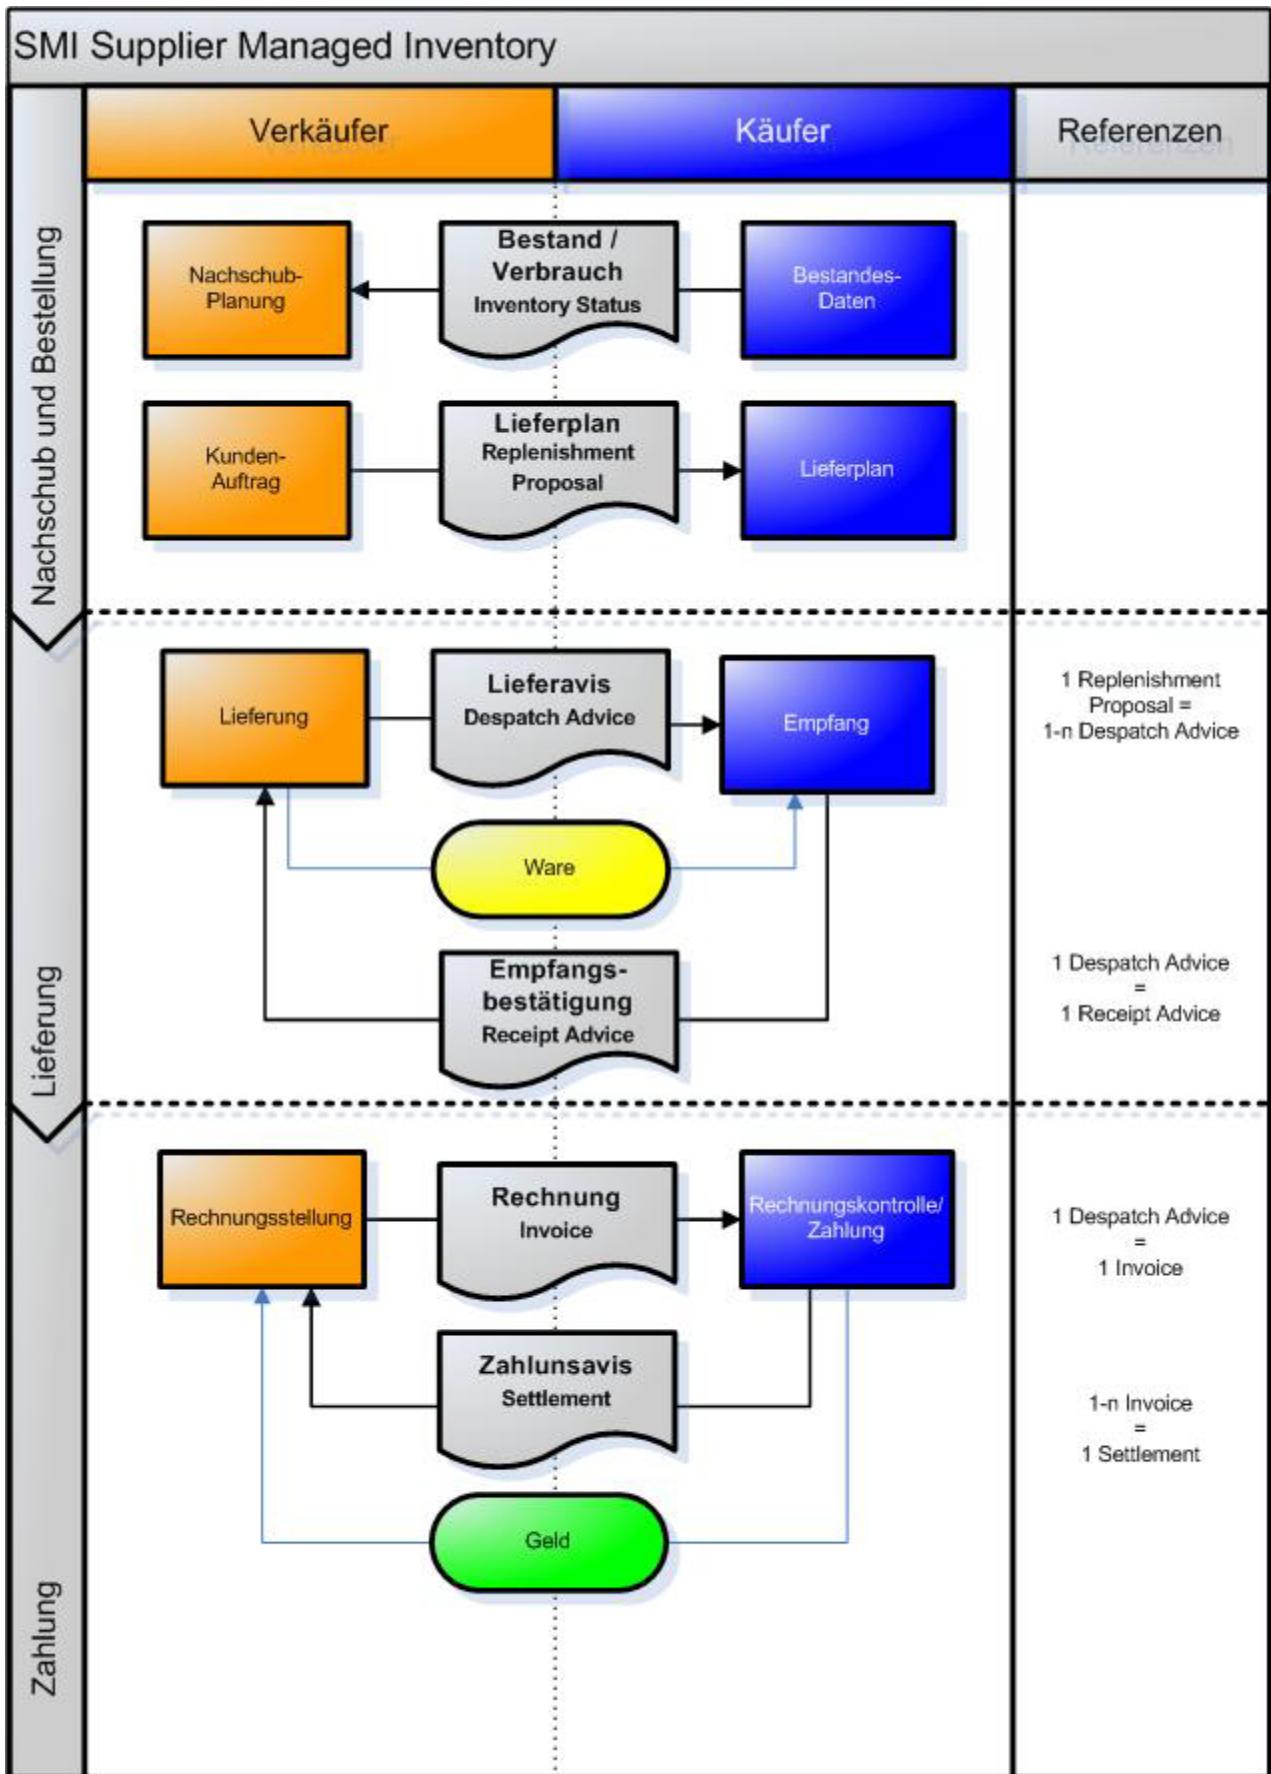 SMI Supplier Managed Inventory
Verkäufer
Käufer
Referenzen
Nachschub und Bestellung
Nachschub-
Planung
Bestand /
Verbrauch
Inventory Status
Bestandes-
Daten
Kunden-
Auftrag
Lieferplan
Replenishment
Proposal
Lieferplan
Lieferung
Lieferung
Lieferavis
Despatch Advice
Empfang
1 Replenishment
Proposal =
1-n Despatch Advice
Ware
Empfangs-
bestätigung
Receipt Advice
1 Despatch Advice
=
1 Receipt Advice
Zahlung
Rechnungsstellung
Rechnung
Invoice
Rechnungskontrolle/
Zahlung
1 Despatch Advice
=
1 Invoice
Zahlunsavis
Settlement
1-n Invoice
=
1 Settlement
Geld